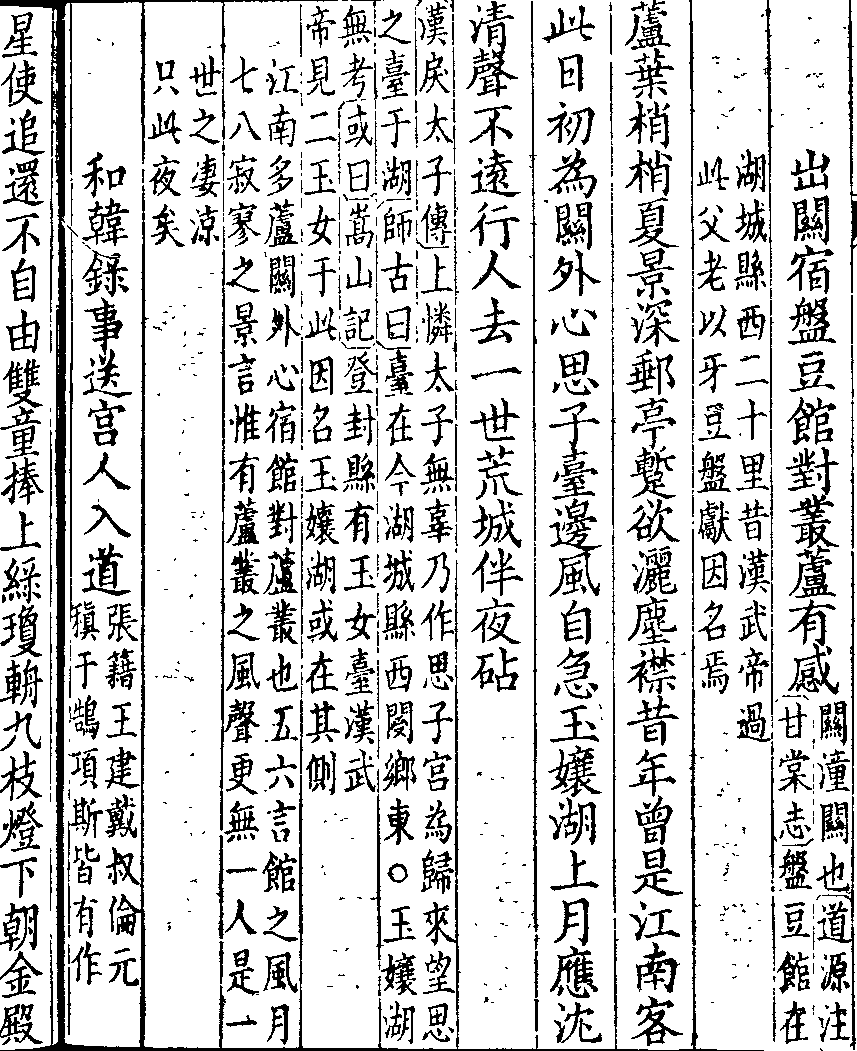 出關宿盤豆館對叢蘆有感關潼關也道源注
甘棠志盤豆館在
湖城縣西二十里昔漢武帝過
此父老以牙豆盤獻因名焉
蘆葉梢梢夏景深郵亭蹔欲灑塵襟昔年曾是江南客
此日初為關外心思子臺邊風自急玉孃湖上月應沈
清聲不遠行人去一世荒城伴夜砧
漢戾太子傳上憐太子無辜乃作思子宮為歸來望思
之臺于湖師古曰臺在今湖城縣西閿鄉東○玉孃湖
無考或曰嵩山記登封縣有玉女臺漢武
帝見二玉女于此因名玉孃湖或在其側
江南多蘆關外心宿館對蘆叢也五六言館之風月
七八寂寥之景言惟有蘆叢之風聲更無一人是一
世之凄涼
只此夜矣
和韓錄事送宮人入道張籍王建戴叔倫元
稹于鵠項斯皆有作
星使追還不自由雙童捧上綠瓊輈九枝燈下朝金殿